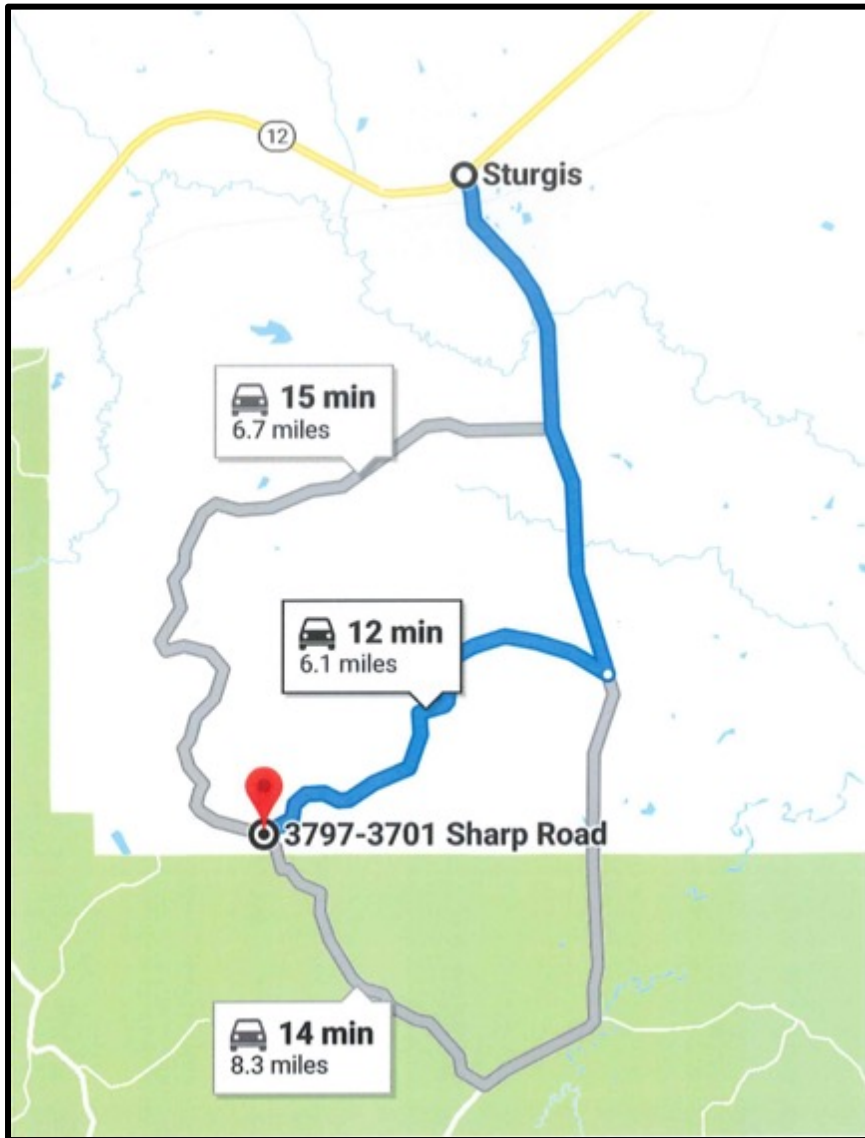 12
Sturgis
15 min
6.7 miles
12 min
6.1 miles
3797-3701 Sharp Road
14 min
8.3 miles